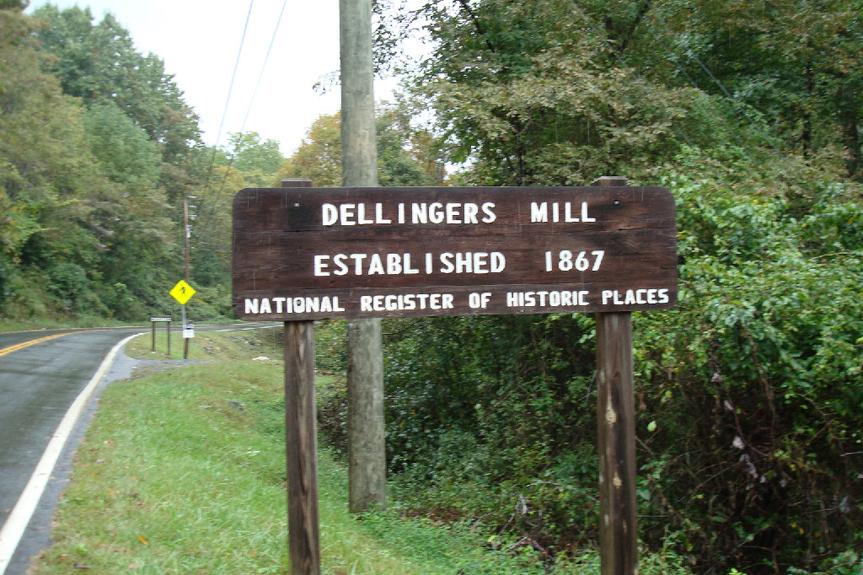 DELLINGERS MILL
ESTABLISHED 1867
NATIONAL REGISTER OF HISTORIC PLACES